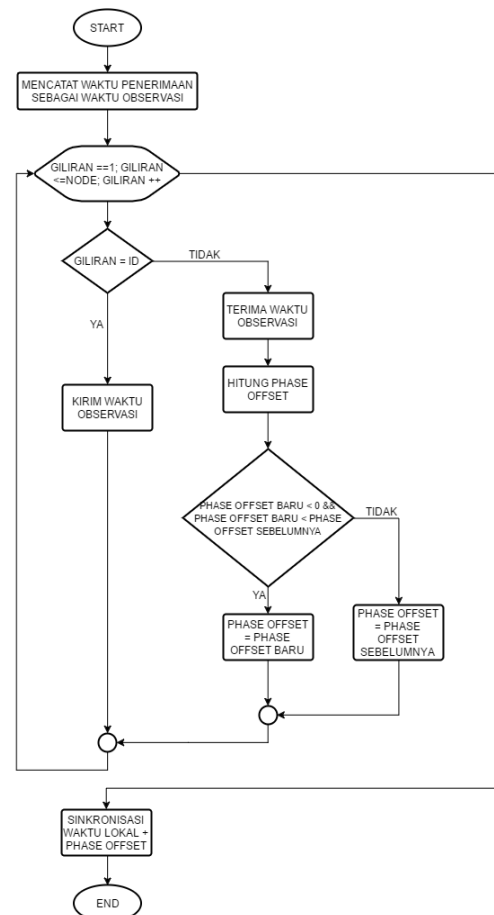 START
MENCATAT WAKTU PENERIMAAN
SEBAGAI WAKTU OBSERVASI
GILIRAN ==1; GILIRAN
<=NODE; GILIRAN ++
GILIRAN = ID
TIDAK
YA
TERIMA WAKTU
OBSERVASI
HITUNG PHASE
OFFSET
KIRIM WAKTU
OBSERVASI
PHASE OFFSET BARU < 0 &&
PHASE OFFSET BARU < PHASE
OFFSET SEBELUMNYA
TIDAK
YA
PHASE OFFSET
= PHASE
OFFSET BARU
PHASE OFFSET
= PHASE
OFFSET
SEBELUMNYA
SINKRONISASI
WAKTU LOKAL +
PHASE OFFSET
END